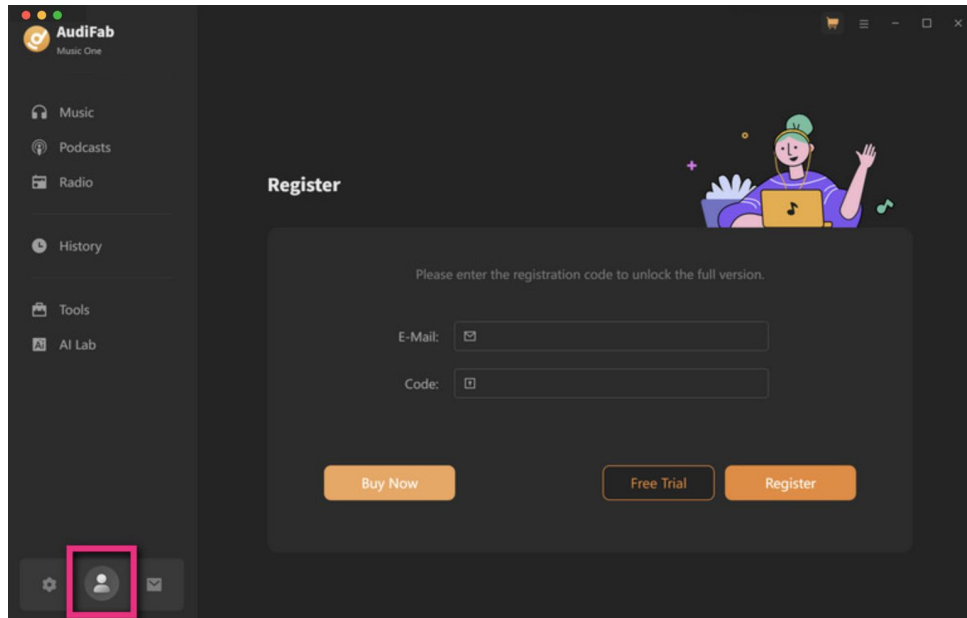 AudiFab
Music One
Music
Podcasts
Radio
History
Tools
Ai AI Lab
Register
Please enter the registration code to unlock the full version.
E-Mail:
Code:
Buy Now
Free Trial
Register